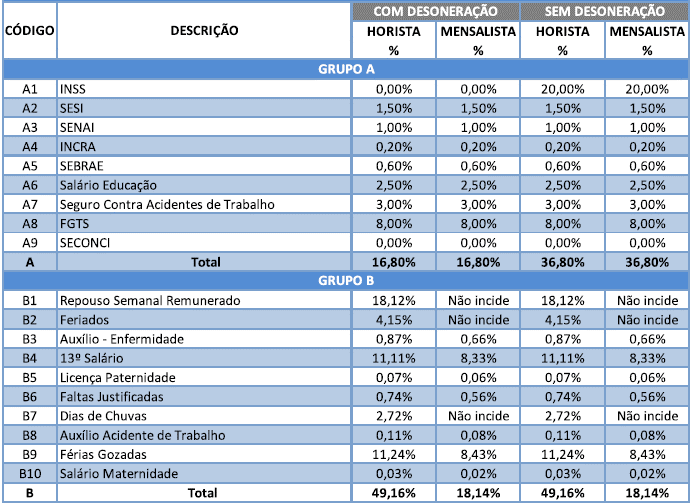 CÓDIGO DESCRIÇÃO COM DESONERAÇÃO SEM DESONERAÇÃO
HORISTA % MENSALISTA % HORISTA % MENSALISTA %
GRUPO A
A1 INSS 0,00% 0,00% 20,00% 20,00%
A2 SESI 1,50% 1,50% 1,50% 1,50%
A3 SENAI 1,00% 1,00% 1,00% 1,00%
A4 INCRA 0,20% 0,20% 0,20% 0,20%
A5 SEBRAE 0,60% 0,60% 0,60% 0,60%
A6 Salário Educação 2,50% 2,50% 2,50% 2,50%
A7 Seguro Contra Acidentes de Trabalho 3,00% 3,00% 3,00% 3,00%
A8 FGTS 8,00% 8,00% 8,00% 8,00%
A9 SECONCI 0,00% 0,00% 0,00% 0,00%
A Total 16,80% 16,80% 36,80% 36,80%
GRUPO B
B1 Repouso Semanal Remunerado 18,12% Não incide 18,12% Não incide
B2 Feriados 4,15% Não incide 4,15% Não incide
B3 Auxílio - Enfermidade 0,87% 0,66% 0,87% 0,66%
B4 13º Salário 11,11% 8,33% 11,11% 8,33%
B5 Licença Paternidade 0,07% 0,06% 0,07% 0,06%
B6 Faltas Justificadas 0,74% 0,56% 0,74% 0,56%
B7 Dias de Chuvas 2,72% Não incide 2,72% Não incide
B8 Auxílio Acidente de Trabalho 0,11% 0,08% 0,11% 0,08%
B9 Férias Gozadas 11,24% 8,43% 11,24% 8,43%
B10 Salário Maternidade 0,03% 0,02% 0,03% 0,02%
B Total 49,16% 18,14% 49,16% 18,14%